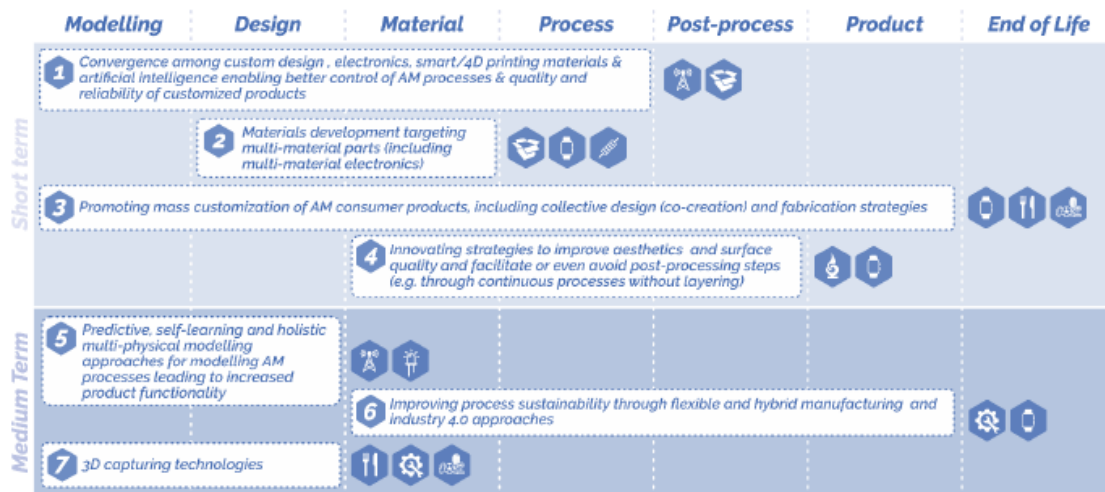 Modelling Design Material Process Post-process Product End of Life
Short term
1 Convergence among custom design , electronics, smart/4D printing materials &
artificial intelligence enabling better control of AM processes & quality and
reliability of customized products
2 Materials development targeting
multi-material parts (including
multi-material electronics)
3 Promoting mass customization of AM consumer products, including collective design (co-creation) and fabrication strategies
4 Innovating strategies to improve aesthetics and surface
quality and facilitate or even avoid post-processing steps
(e.g. through continuous processes without layering)
Medium Term
5 Predictive, self-learning and holistic
multi-physical modelling
approaches for modelling AM
processes leading to increased
product functionality
6 Improving process sustainability through flexible and hybrid manufacturing and
industry 4.0 approaches
7 3D capturing technologies